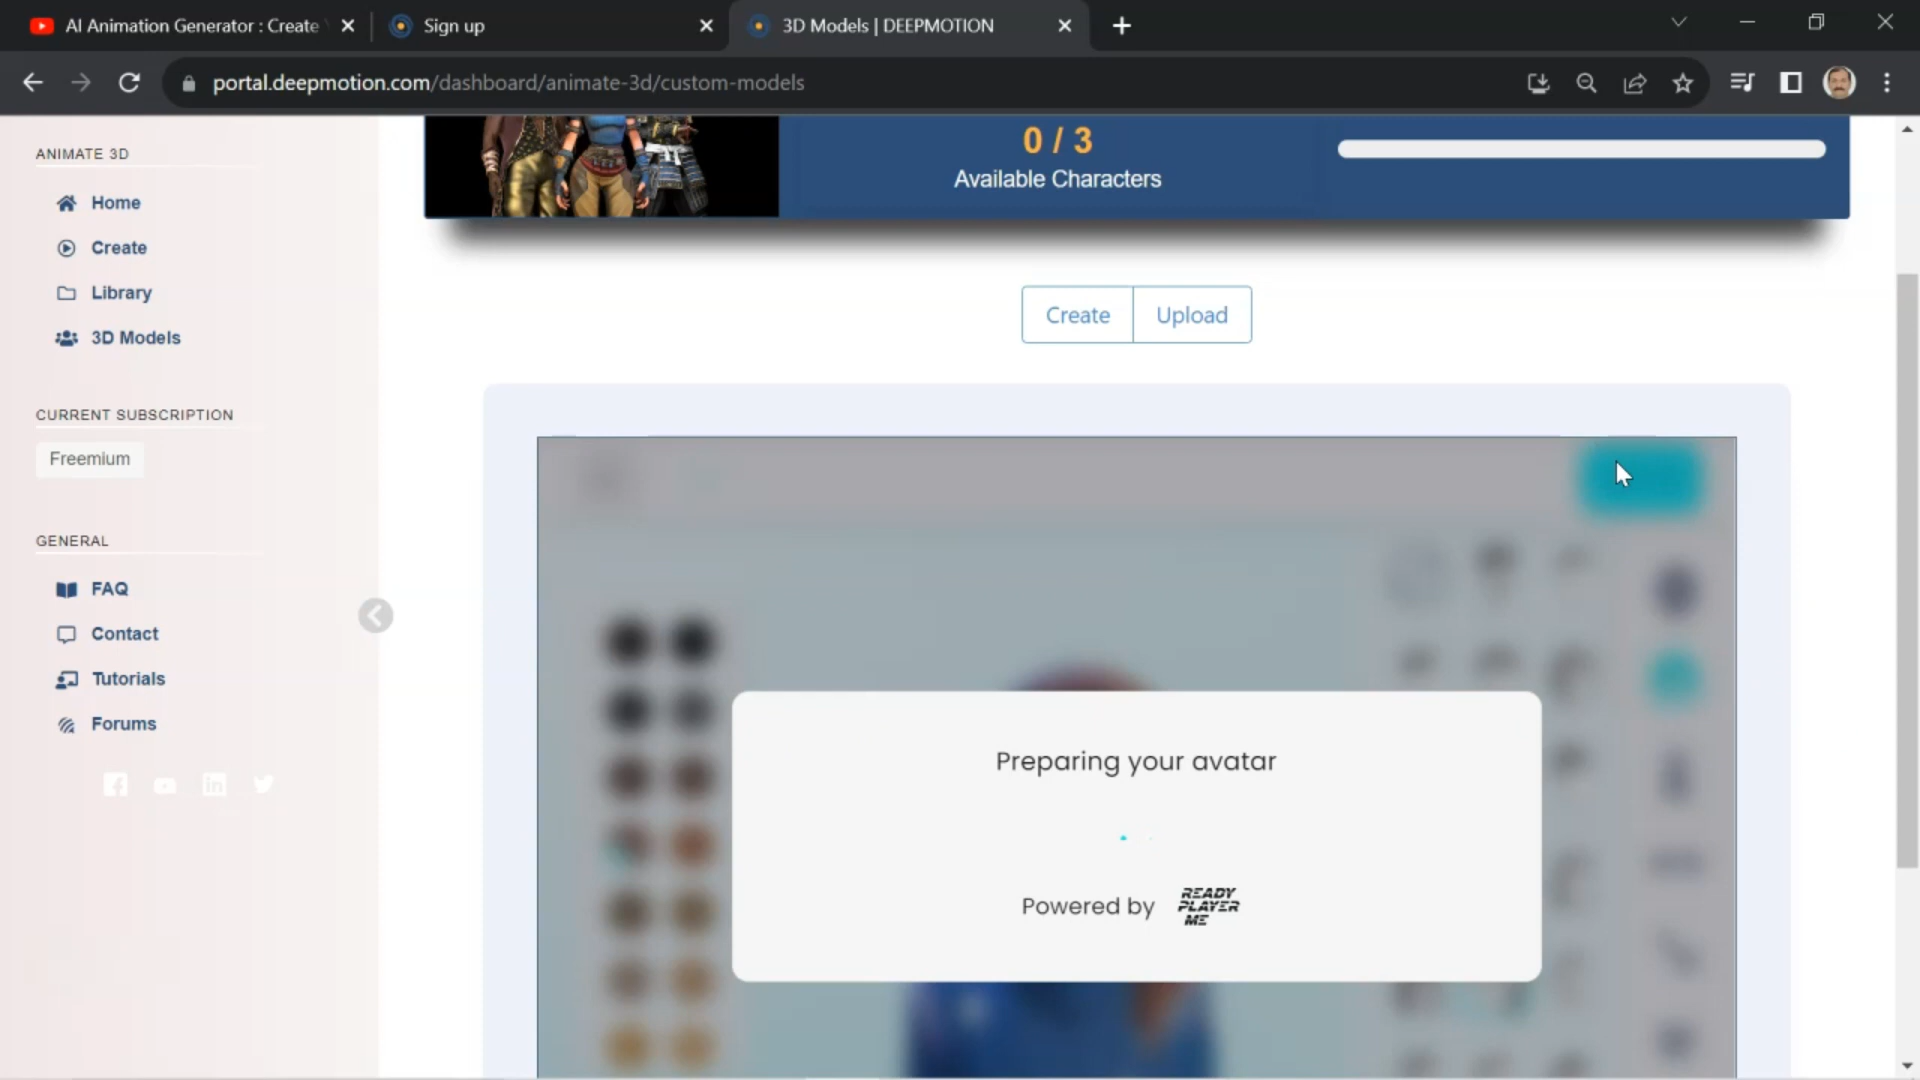 AI Animation Generator : Create
Sign up
3D Models | DEEPMOTION
portal.deepmotion.com/dashboard/animate-3d/custom-models
ANIMATE 3D
Home
Create
Library
3D Models
CURRENT SUBSCRIPTION
Freemium
GENERAL
FAQ
Contact
Tutorials
Forums
0 / 3
Available Characters
Create
Upload
Preparing your avatar
Powered by
READY
PLAYER
ME